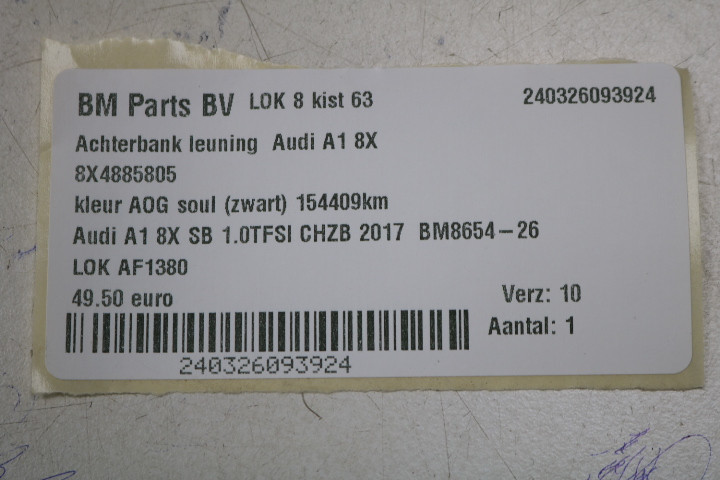 BM Parts BV LOK 8 kist 63 240326093924
Achterbank leuning Audi A1 8X
8X4885805
kleur AOG soul (zwart) 154409km
Audi A1 8X SB 1.0TFSI CHZB 2017 BM8654-26
LOK AF1380
49.50 euro Verz: 10
Aantal: 1
240326093924